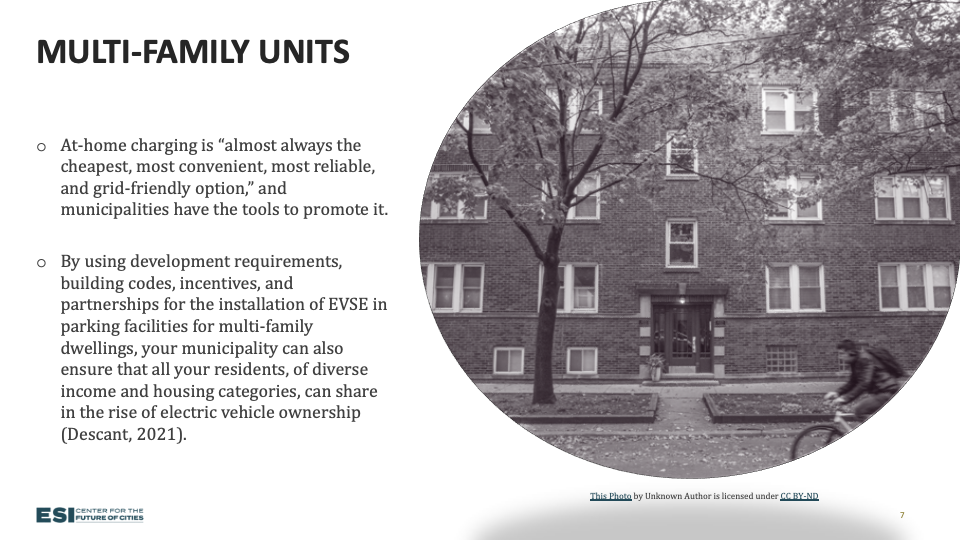 MULTI-FAMILY UNITS
o At-home charging is “almost always the
cheapest, most convenient, most reliable,
and grid-friendly option,” and
municipalities have the tools to promote it.
o By using development requirements,
building codes, incentives, and
partnerships for the installation of EVSE in
parking facilities for multi-family
dwellings, your municipality can also
ensure that all your residents, of diverse
income and housing categories, can share
in the rise of electric vehicle ownership
(Descant, 2021).
This Photo by Unknown Author is licensed under CC BY-ND
ESI CENTER FOR THE
FUTURE OF CITIES
7